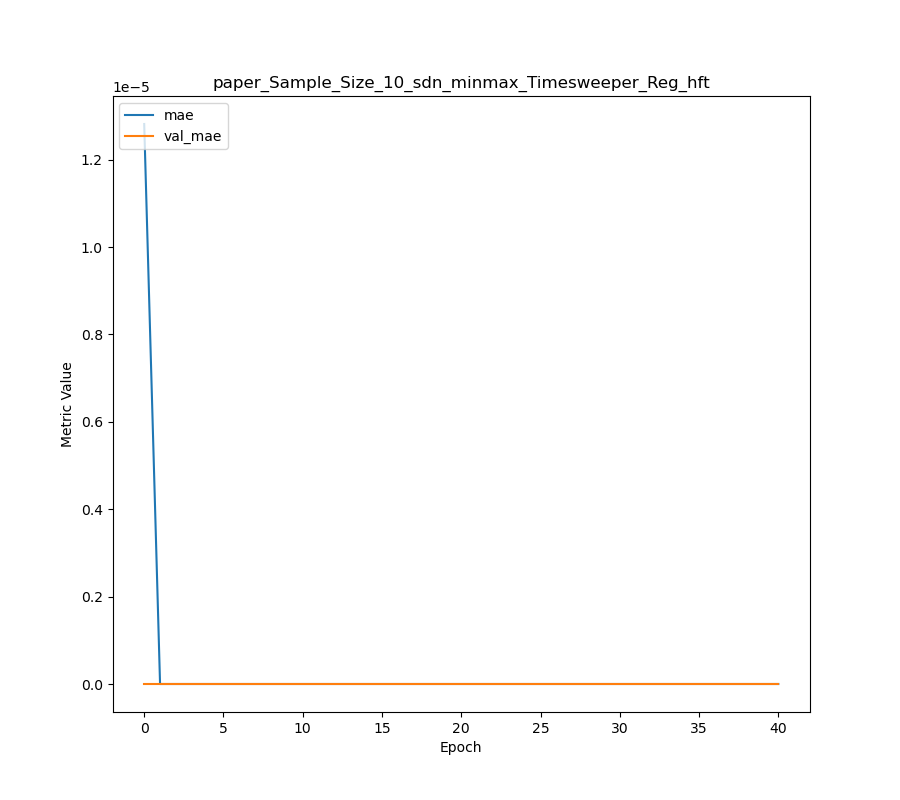 paper_Sample_Size_10_sdn_minmax_Timesweeper_Reg_hft
1e−5
mae
val_mae
1.2
1.0
0.8
0.6
0.4
0.2
0.0
Metric Value
0 5 10 15 20 25 30 35 40
Epoch